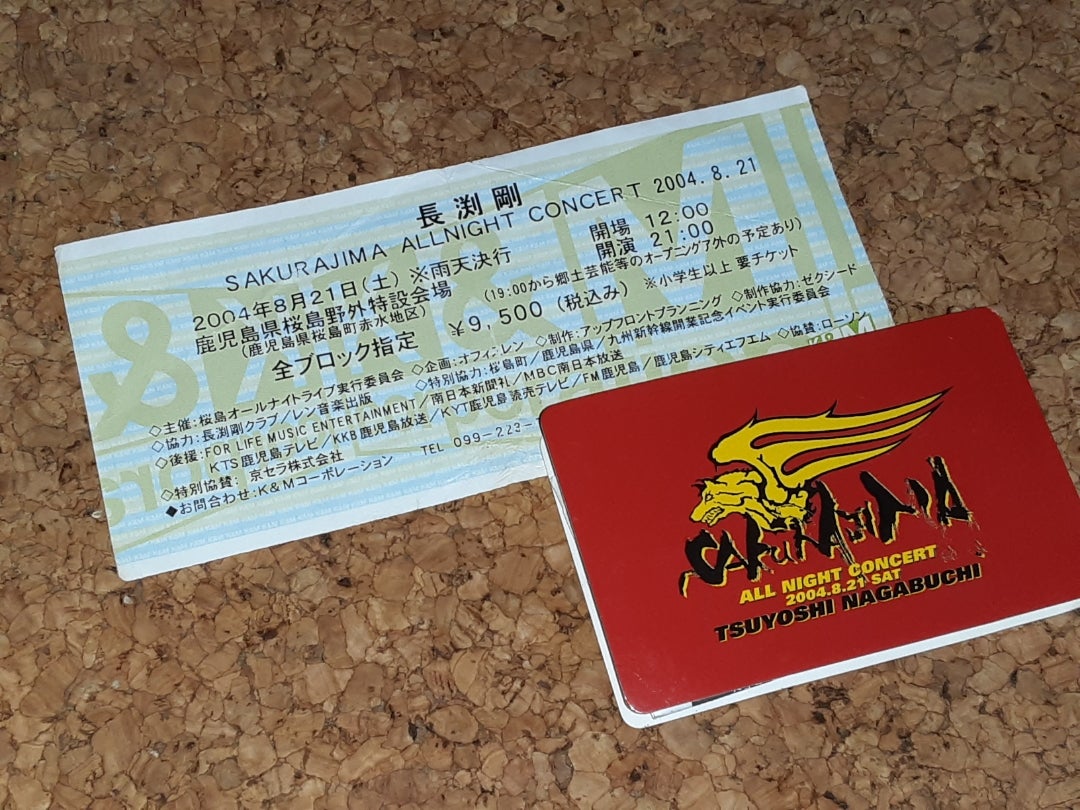 長渕剛
SAKURAJIMA ALLNIGHT CONCERT 2004.8.21
2004年8月21日(土) ※雨天決行 開場 12:00
鹿児島県桜島野外特設会場 開演 21:00
(鹿児島県桜島町赤水地区) (19:00から郷土芸能等のオープニングア外の予定あり)
全ブロック指定 ¥9,500 (税込み) ※小学生以上 要チケット
◇主催:桜島オールナイトライブ実行委員会 ◇企画:オフィスレン ◇制作:アップフロントプランニング ◇制作協力:ゼクシード
◇協力:長渕剛クラブ/レン音楽出版 ◇特別協力:桜島町/鹿児島県/九州新幹線開業記念イベント実行委員会
◇後援:FOR LIFE MUSIC ENTERTAINMENT/南日本新聞社/MBC南日本放送 ◇協賛:ローソン
KTS鹿児島テレビ/KKB鹿児島放送/KYT鹿児島読売テレビ/FM鹿児島/鹿児島シティエフエム
◇特別協賛:京セラ株式会社
◆お問合わせ:K&Mコーポレーション TEL 099-223-
SAKURAJIMA
ALL NIGHT CONCERT
2004.8.21 SAT
TSUYOSHI NAGABUCHI